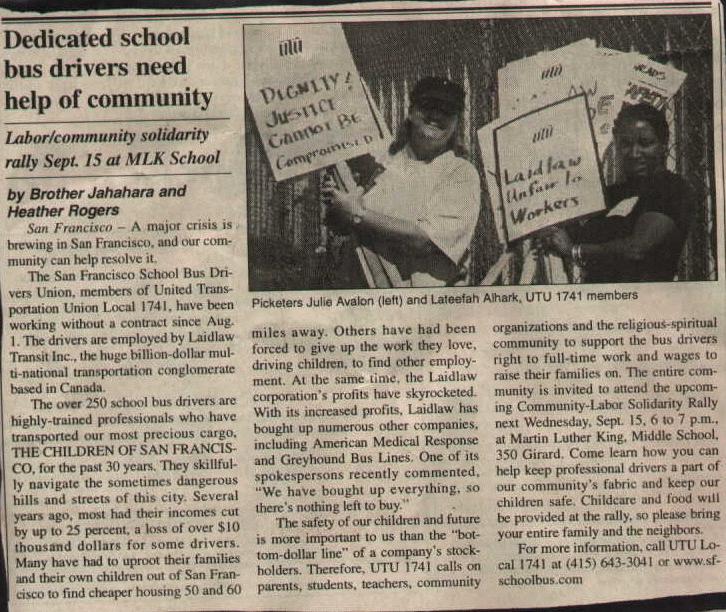 Dedicated school
bus drivers need
help of community
Labor/community solidarity
rally Sept. 15 at MLK School
by Brother Jahahara and
Heather Rogers
San Francisco – A major crisis is
brewing in San Francisco, and our com-
munity can help resolve it.
The San Francisco School Bus Dri-
vers Union, members of United Trans-
portation Union Local 1741, have been
working without a contract since Aug.
1. The drivers are employed by Laidlaw
Transit Inc., the huge billion-dollar mul-
ti-national transportation conglomerate
based in Canada.
The over 250 school bus drivers are
highly-trained professionals who have
transported our most precious cargo,
THE CHILDREN OF SAN FRANCIS-
CO, for the past 30 years. They skillful-
ly navigate the sometimes dangerous
hills and streets of this city. Several
years ago, most had their incomes cut
by up to 25 percent, a loss of over $10
thousand dollars for some drivers.
Many have had to uproot their families
and their own children out of San Fran-
cisco to find cheaper housing 50 and 60
utu
DIGNITY!
JUSTICE
Cannot Be
Compromised
utu
utu
Laidlaw
Unfair to
Workers
Picketers Julie Avalon (left) and Lateefah Alhark, UTU 1741 members
miles away. Others have had been
forced to give up the work they love,
driving children, to find other employ-
ment. At the same time, the Laidlaw
corporation's profits have skyrocketed.
With its increased profits, Laidlaw has
bought up numerous other companies,
including American Medical Response
and Greyhound Bus Lines. One of its
spokespersons recently commented,
"We have bought up everything, so
there's nothing left to buy."
The safety of our children and future
is more important to us than the "bot-
tom-dollar line" of a company's stock-
holders. Therefore, UTU 1741 calls on
parents, students, teachers, community
organizations and the religious-spiritual
community to support the bus drivers
right to full-time work and wages to
raise their families on. The entire com-
munity is invited to attend the upcom-
ing Community-Labor Solidarity Rally
next Wednesday, Sept. 15, 6 to 7 p.m.,
at Martin Luther King, Middle School,
350 Girard. Come learn how you can
help keep professional drivers a part of
our community's fabric and keep our
children safe. Childcare and food will
be provided at the rally, so please bring
your entire family and the neighbors.
For more information, call UTU Lo-
cal 1741 at (415) 643-3041 or www.sf-
schoolbus.com